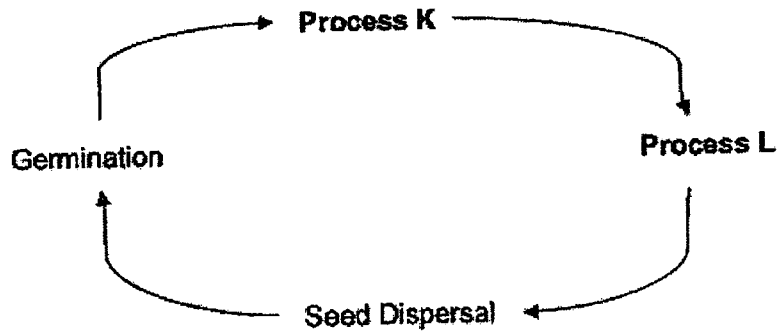 Process K
Germination
Process L
Seed Dispersal